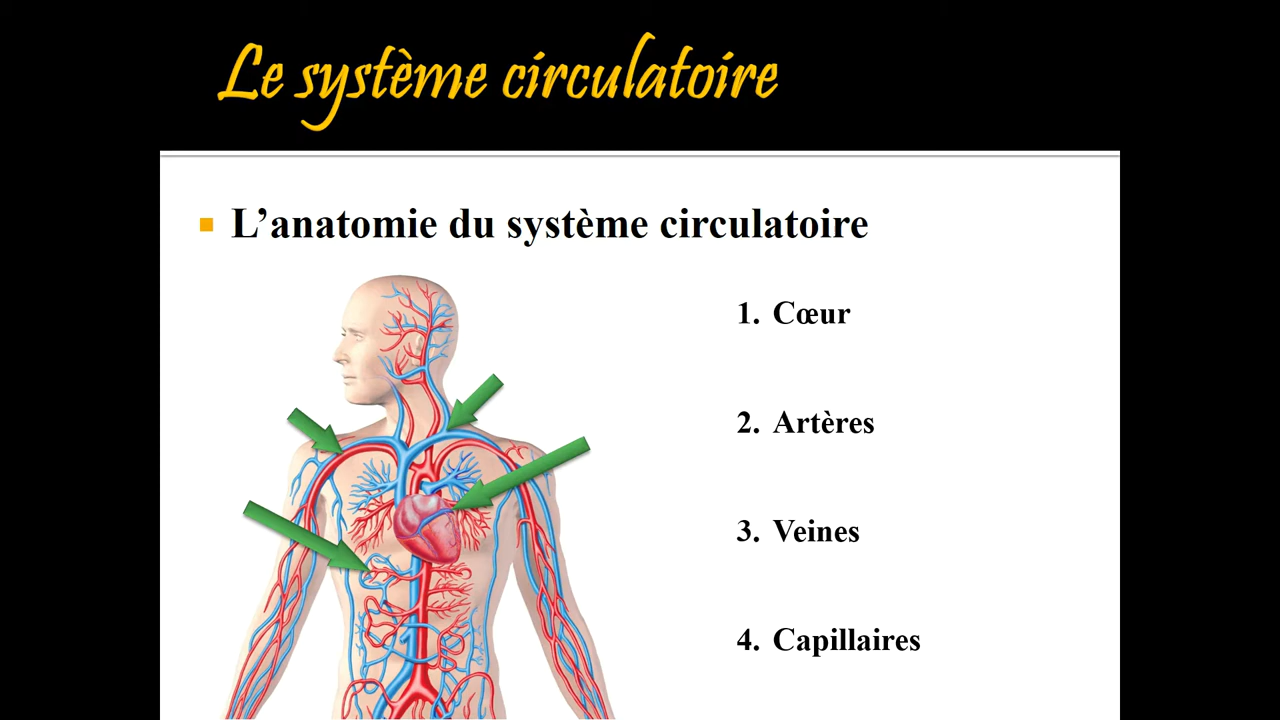 Le système circulatoire
L’anatomie du système circulatoire
1. Cœur
2. Artères
3. Veines
4. Capillaires